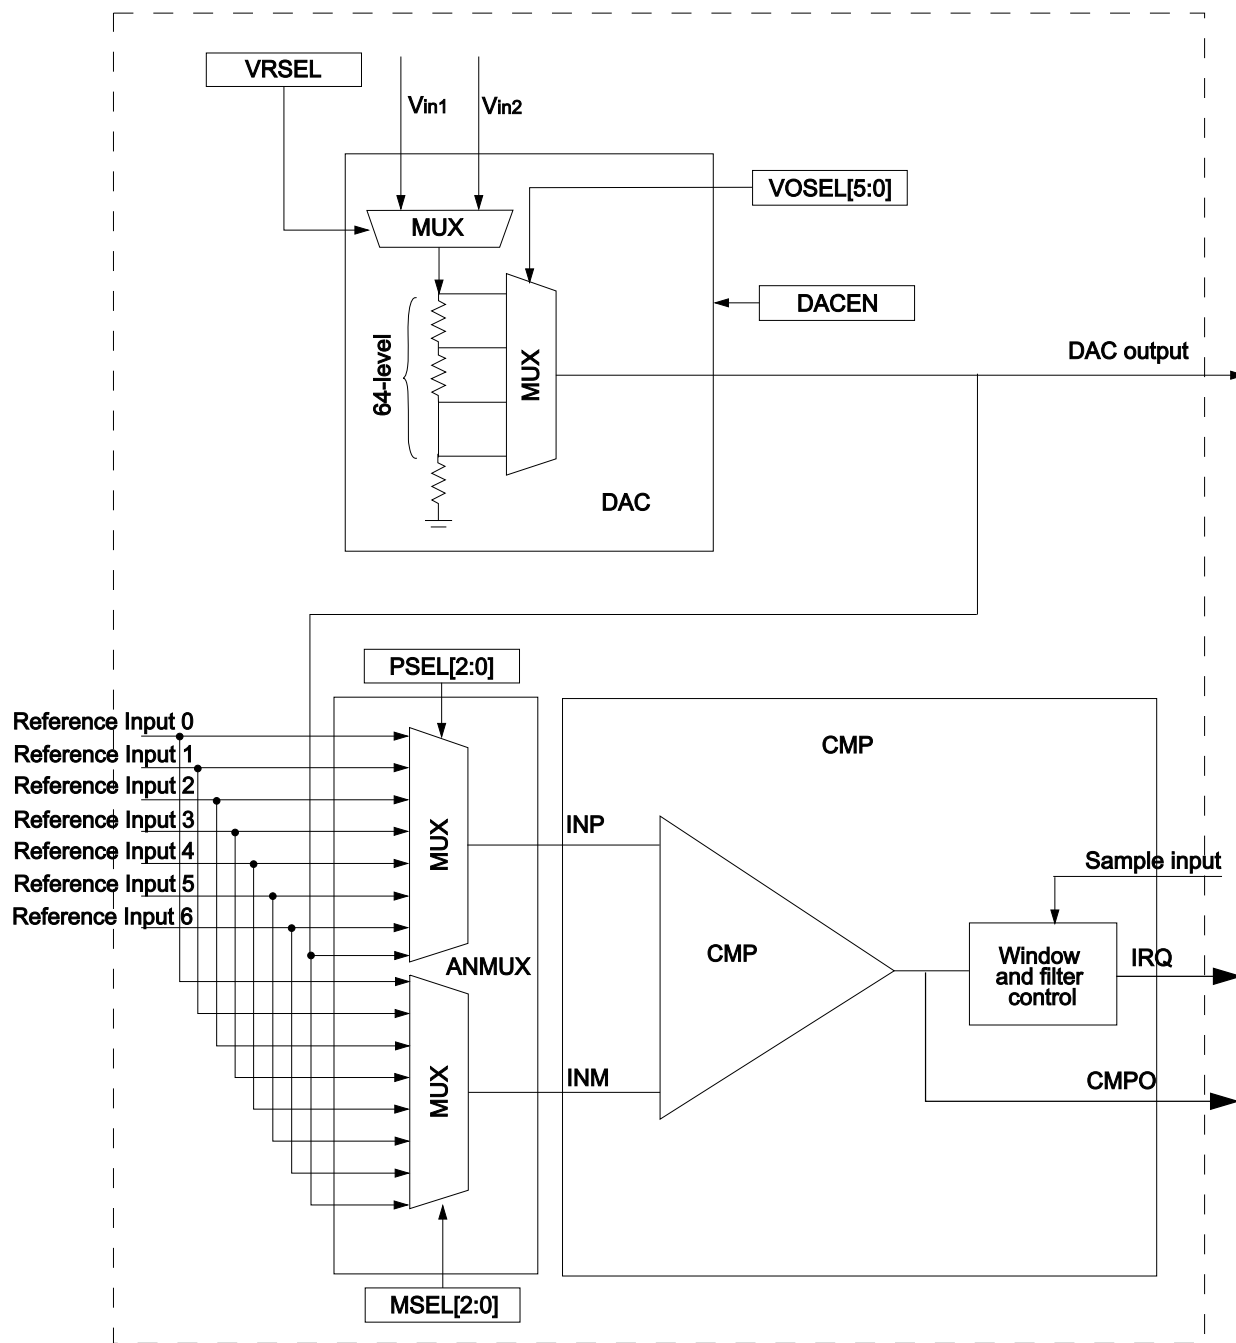 VRSEL
Vin1
Vin2
VOSEL[5:0]
MUX
DACEN
64-level
MUX
DAC output
DAC
PSEL[2:0]
Reference Input 0
Reference Input 1
Reference Input 2
Reference Input 3
Reference Input 4
Reference Input 5
Reference Input 6
MUX
ANMUX
MUX
MSEL[2:0]
CMP
INP
INM
CMP
Sample input
Window
and filter
control
IRQ
CMPO